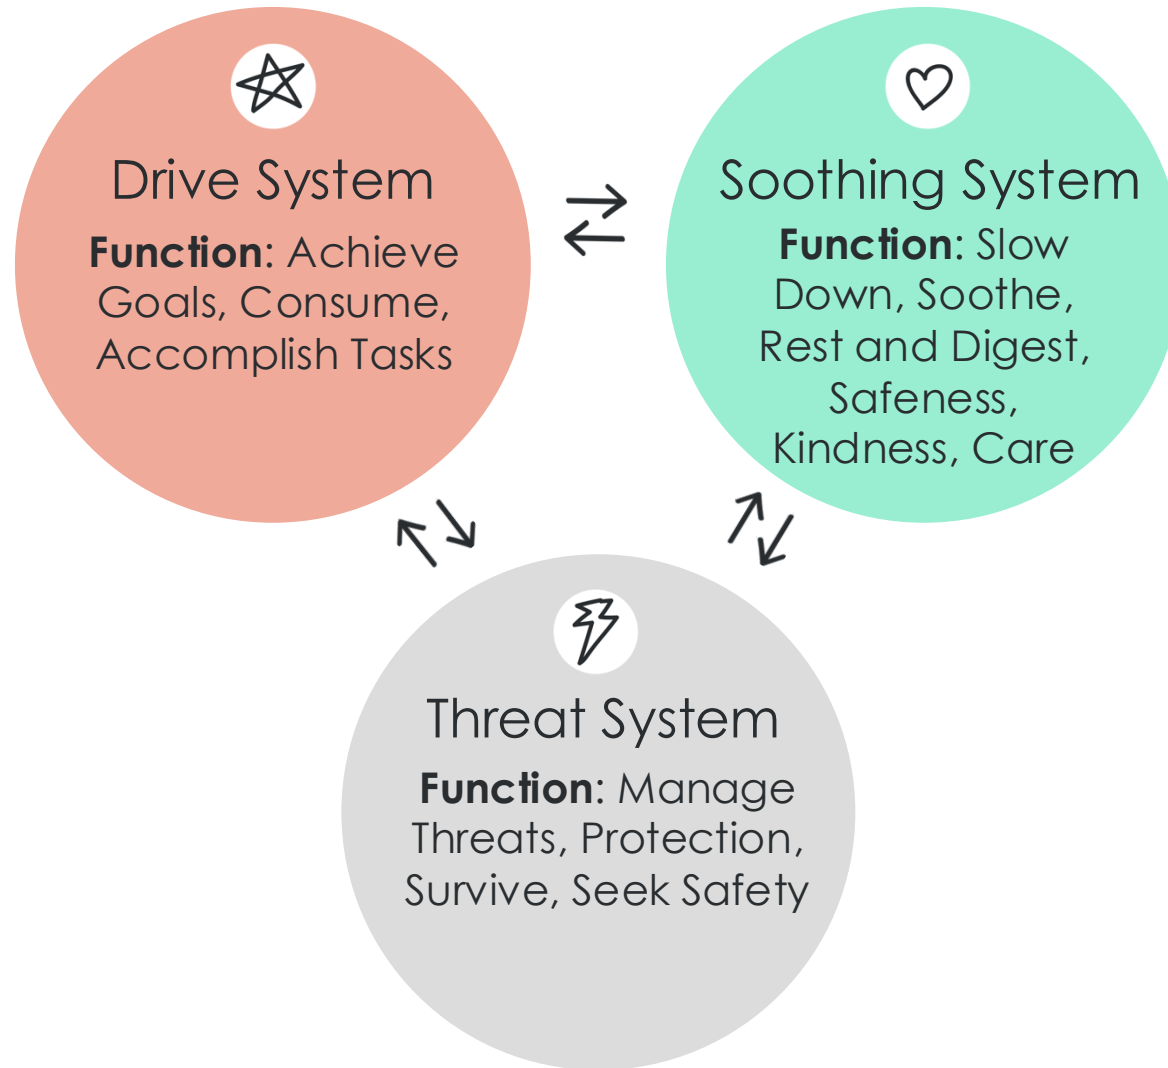 Drive System
Function: Achieve
Goals, Consume,
Accomplish Tasks
Soothing System
Function: Slow
Down, Soothe,
Rest and Digest,
Safeness,
Kindness, Care
Threat System
Function: Manage
Threats, Protection,
Survive, Seek Safety